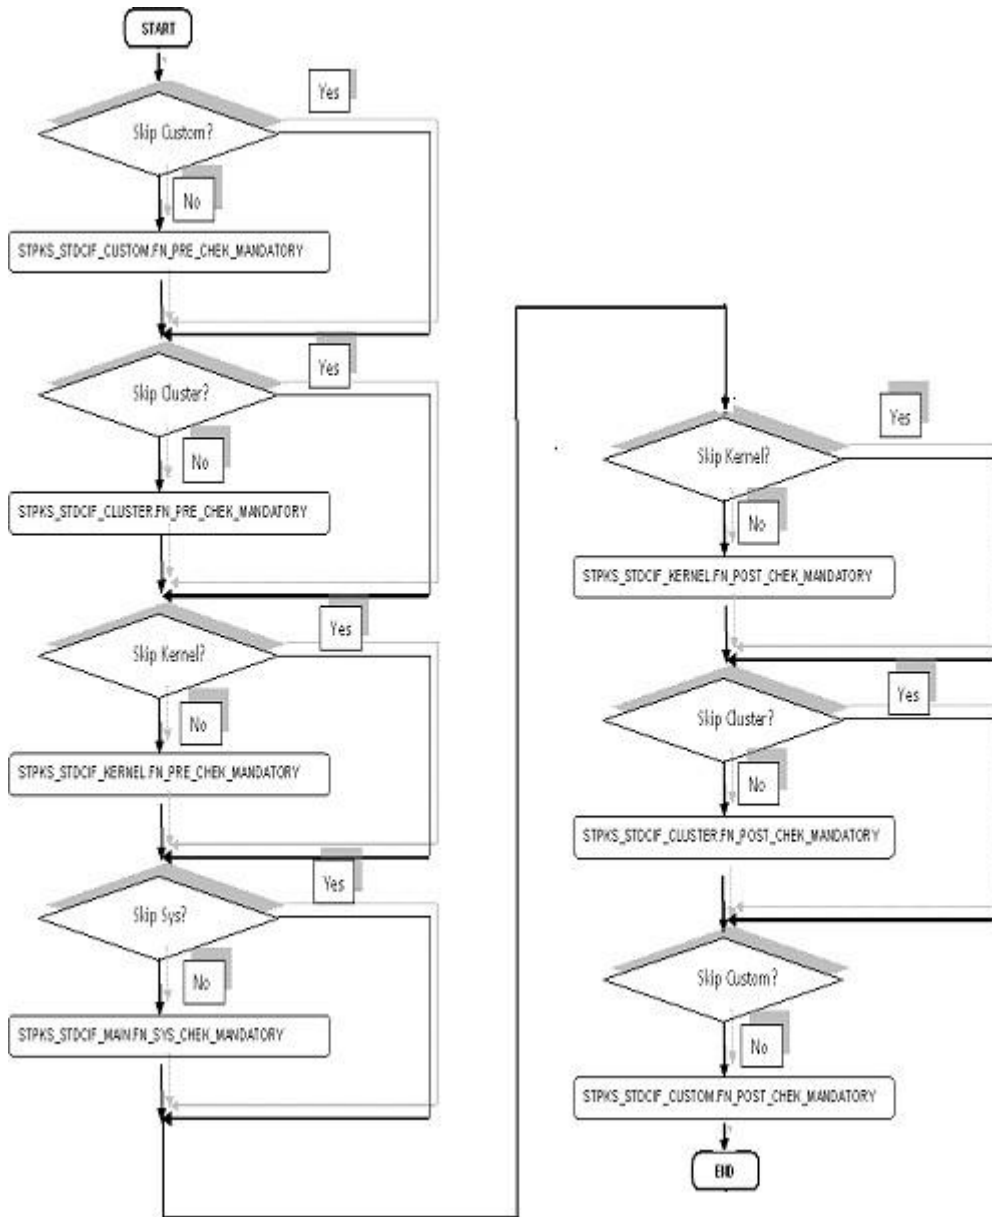 START
Skip Custom?
Yes
No
STPKS_STDCIF_CUSTOM.FN_PRE_CHEK_MANDATORY
Skip Cluster?
Yes
No
STPKS_STDCIF_CLUSTER.FN_PRE_CHEK_MANDATORY
Skip Kernel?
Yes
No
STPKS_STDCIF_KERNEL.FN_PRE_CHEK_MANDATORY
Skip Sys?
Yes
No
STPKS_STDCIF_MAIN.FN_SYS_CHEK_MANDATORY
Skip Kernel?
Yes
No
STPKS_STDCIF_KERNEL.FN_POST_CHEK_MANDATORY
Skip Cluster?
Yes
No
STPKS_STDCIF_CLUSTER.FN_POST_CHEK_MANDATORY
Skip Custom?
No
STPKS_STDCIF_CUSTOM.FN_POST_CHEK_MANDATORY
END